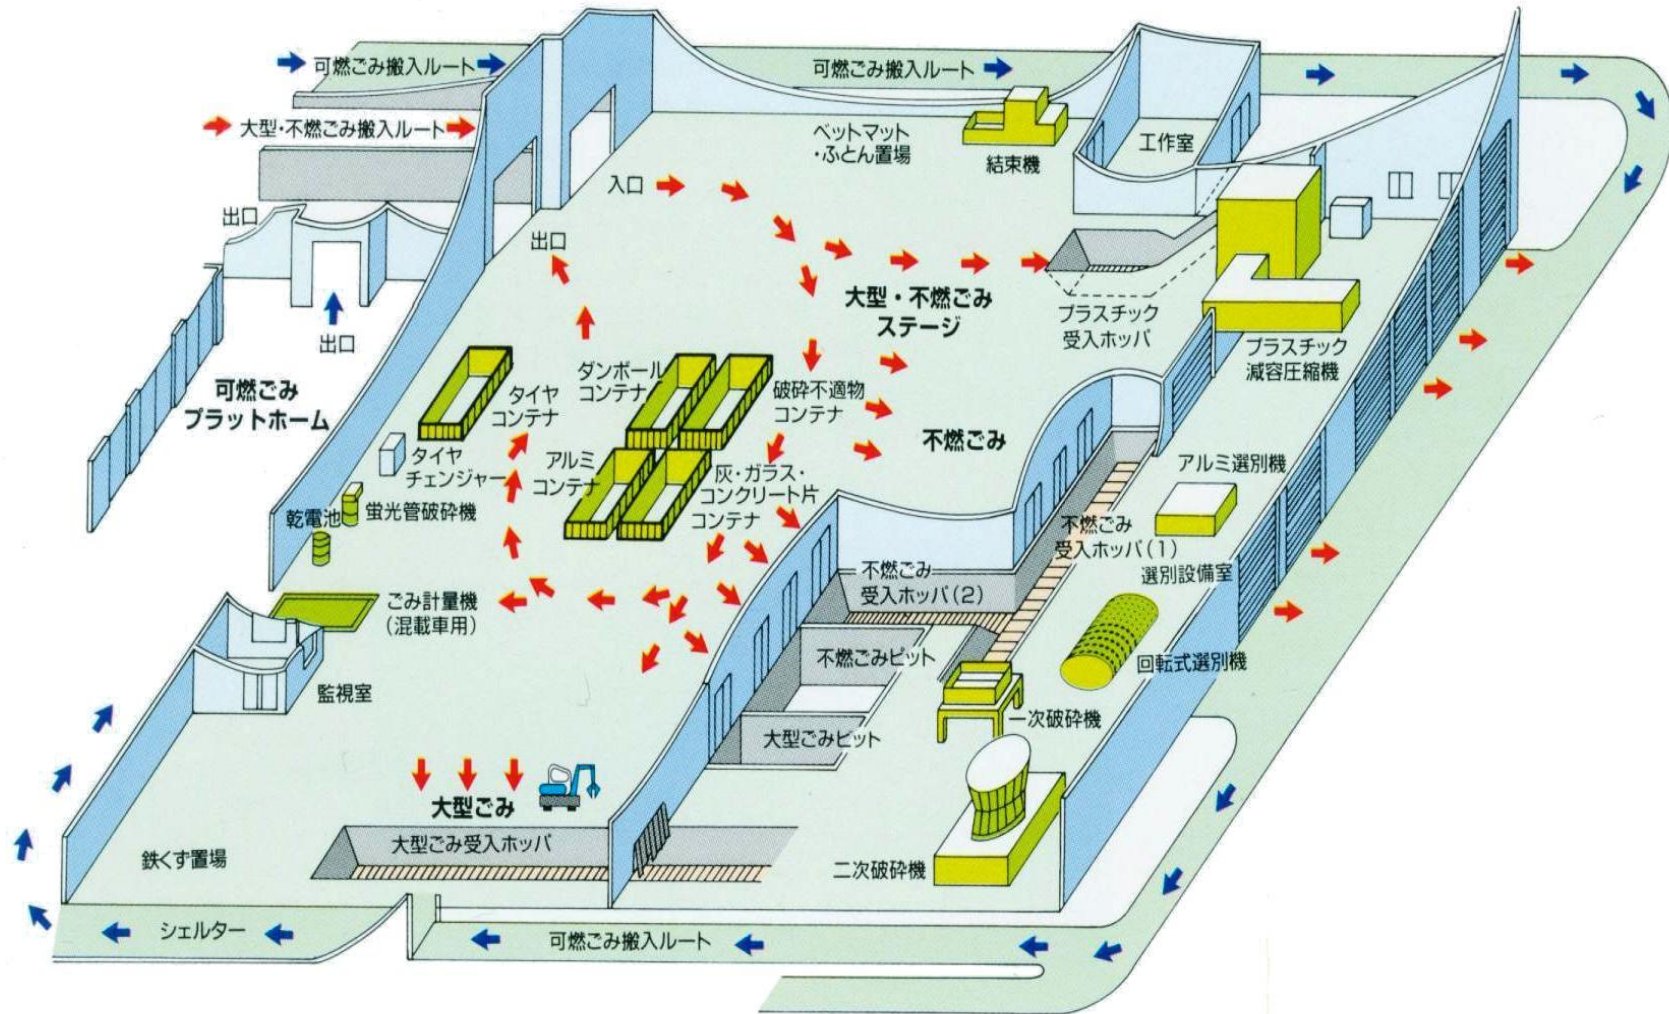 可燃ごみ搬入ルート
可燃ごみ搬入ルート
大型・不燃ごみ搬入ルート
ベットマット
・ふとん置場
結束機
工作室
入口
出口
出口
出口
大型・不燃ごみ
ステージ
プラスチック
受入ホッパ
プラスチック
減容圧縮機
可燃ごみ
プラットホーム
タイヤ
コンテナ
ダンボール
コンテナ
破砕不適物
コンテナ
不燃ごみ
タイヤ
チェンジャー
アルミ
コンテナ
灰・ガラス・
コンクリート片
コンテナ
アルミ選別機
乾電池
蛍光管破砕機
不燃ごみ
受入ホッパ(1)
選別設備室
不燃ごみ
受入ホッパ(2)
ごみ計量機
(混載車用)
不燃ごみピット
回転式選別機
監視室
一次破砕機
大型ごみピット
大型ごみ
大型ごみ受入ホッパ
鉄くず置場
二次破砕機
シェルター
可燃ごみ搬入ルート